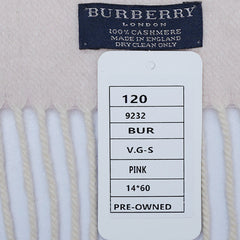 BURBERRY
LONDON
100% CASHMERE
MADE IN ENGLAND
DRY CLEAN ONLY
120
9232
BUR
V.G-S
PINK
14*60
PRE-OWNED